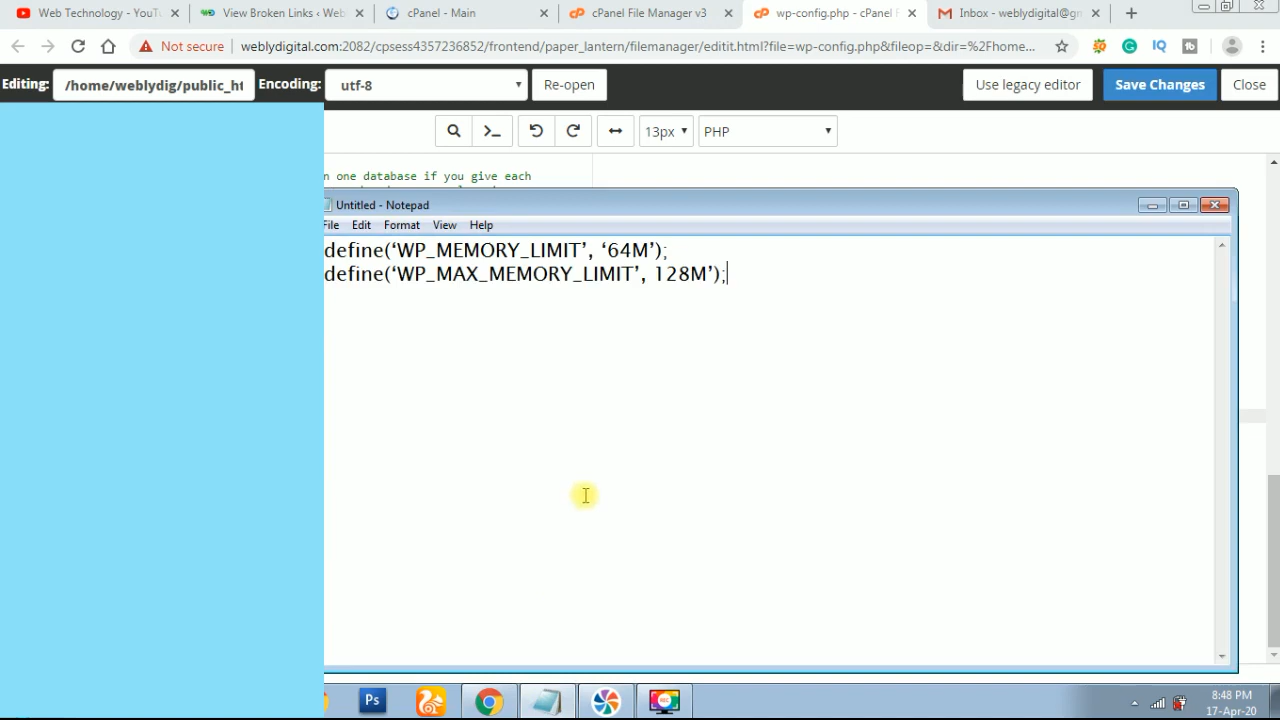 Web Technology - YouTu
View Broken Links ‹ Web
cPanel - Main
cPanel File Manager v3
wp-config.php - cPanel F
Inbox - weblydigital@gm
Not secure
weblydigital.com:2082/cpsess4357236852/frontend/paper_lantern/filemanager/editit.html?file=wp-config.php&fileop=&dir=%2Fhome...
Editing:
/home/weblydig/public_ht
Encoding:
utf-8
Re-open
Use legacy editor
Save Changes
Close
13px
PHP
n one database if you give each
Untitled - Notepad
File
Edit
Format
View
Help
define(‘WP_MEMORY_LIMIT’, ‘64M’);
define(‘WP_MAX_MEMORY_LIMIT’, 128M’);
Ps
REC
8:48 PM
17-Apr-20